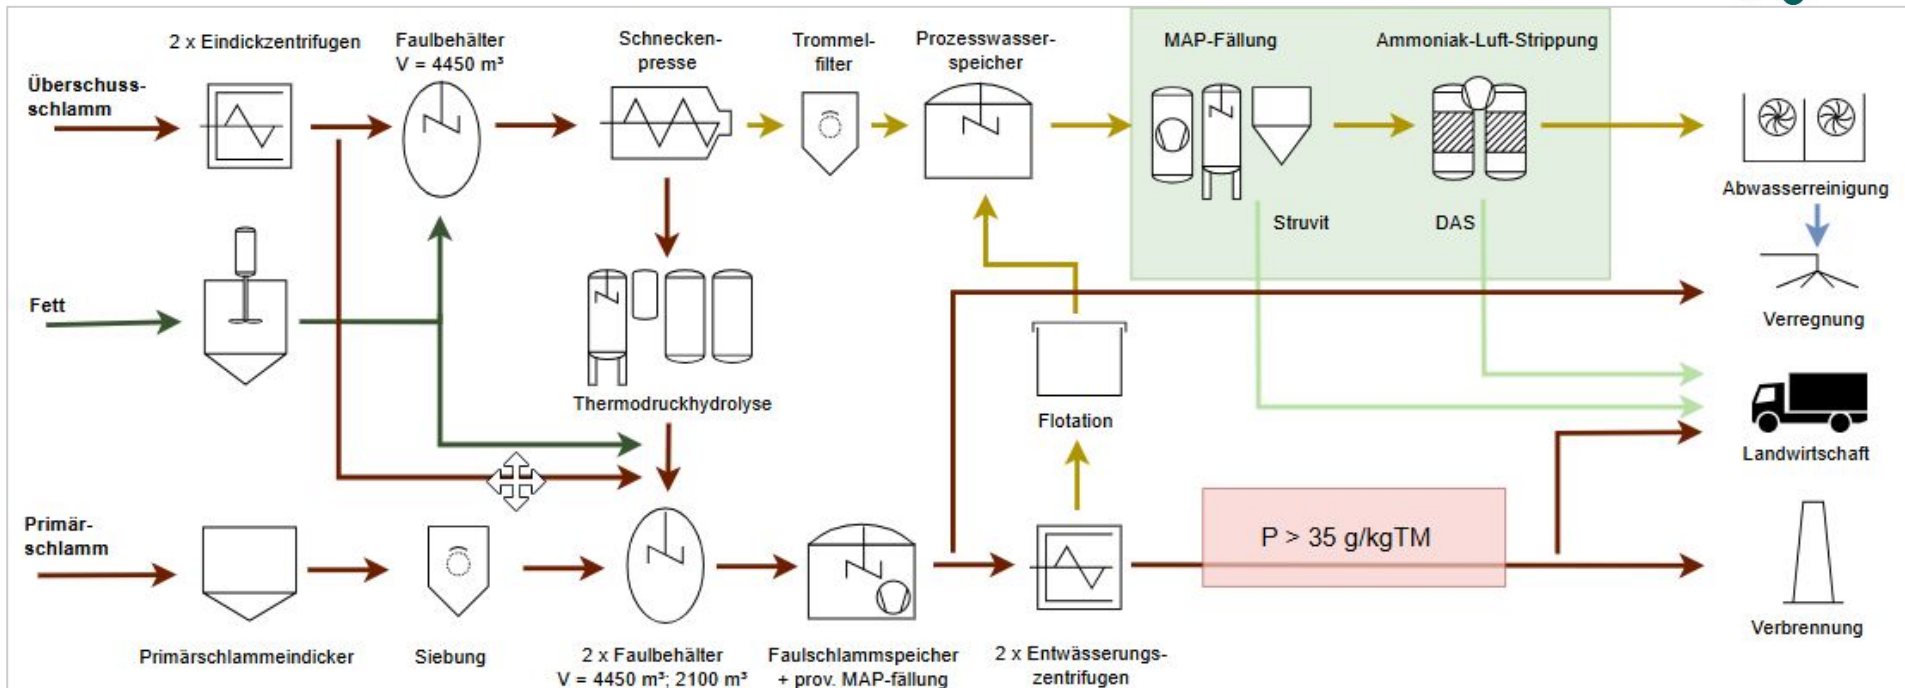 2 x Eindickzentrifugen
Faulbehälter
V = 4450 m³
Schnecken-
presse
Trommel-
filter
Prozesswasser-
speicher
MAP-Fällung
Ammoniak-Luft-Strippung
Überschuss-
schlamm
Abwasserreinigung
Struvit
DAS
Fett
Verregnung
Thermodruckhydrolyse
Flotation
Landwirtschaft
Primär-
schlamm
P > 35 g/kgTM
Primärschlammeindicker
Siebung
2 x Faulbehälter
V = 4450 m³; 2100 m³
Faulschlammspeicher
+ prov. MAP-fällung
2 x Entwässerungs-
zentrifugen
Verbrennung